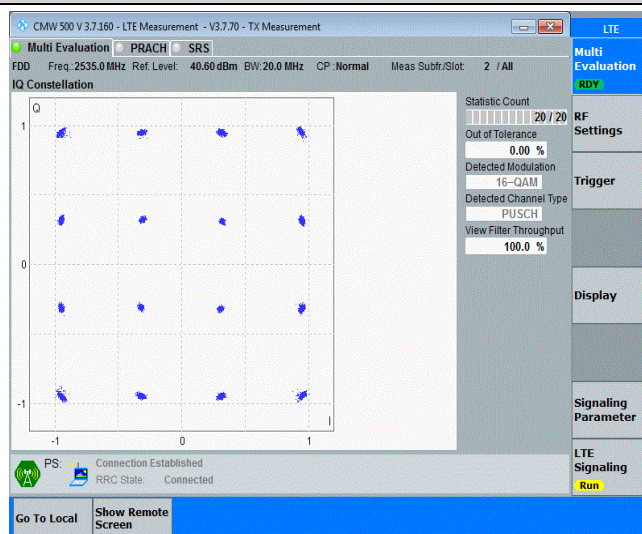 CMW 500 V 3.7.160 - LTE Measurement - V3.7.70 - TX Measurement
LTE
Multi Evaluation PRACH SRS
FDD Freq.: 2535.0 MHz Ref. Level: 40.60 dBm BW: 20.0 MHz CP : Normal Meas Subfr./Slot: 2 / All
IQ Constellation
Q
1
0
-1
-1 0 1
I
Statistic Count
20 / 20
Out of Tolerance
0.00 %
Detected Modulation
16-QAM
Detected Channel Type
PUSCH
View Filter Throughput
100.0 %
PS: Connection Established
RRC State: Connected
Multi
Evaluation
RDY
RF
Settings
Trigger
Display
Signaling
Parameter
LTE
Signaling
Run
Go To Local
Show Remote
Screen